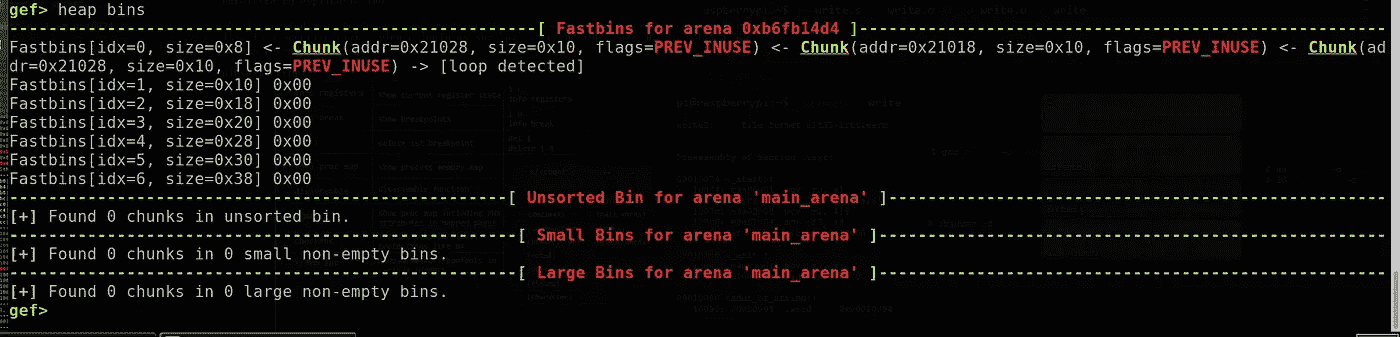 gef> heap bins
----------------------------------------------------[ Fastbins for arena 0xb6fb14d4 ]----------------------------------------------------
Fastbins[idx=0, size=0x8] <- Chunk(addr=0x21028, size=0x10, flags=PREV_INUSE) <- Chunk(addr=0x21018, size=0x10, flags=PREV_INUSE) <- Chunk(ad
dr=0x21028, size=0x10, flags=PREV_INUSE) -> [loop detected]
Fastbins[idx=1, size=0x10] 0x00
Fastbins[idx=2, size=0x18] 0x00
Fastbins[idx=3, size=0x20] 0x00
Fastbins[idx=4, size=0x28] 0x00
Fastbins[idx=5, size=0x30] 0x00
Fastbins[idx=6, size=0x38] 0x00
--------------------------------------------------[ Unsorted Bin for arena 'main_arena' ]--------------------------------------------------
[+] Found 0 chunks in unsorted bin.
---------------------------------------------------[ Small Bins for arena 'main_arena' ]---------------------------------------------------
[+] Found 0 chunks in 0 small non-empty bins.
---------------------------------------------------[ Large Bins for arena 'main_arena' ]---------------------------------------------------
[+] Found 0 chunks in 0 large non-empty bins.
gef>